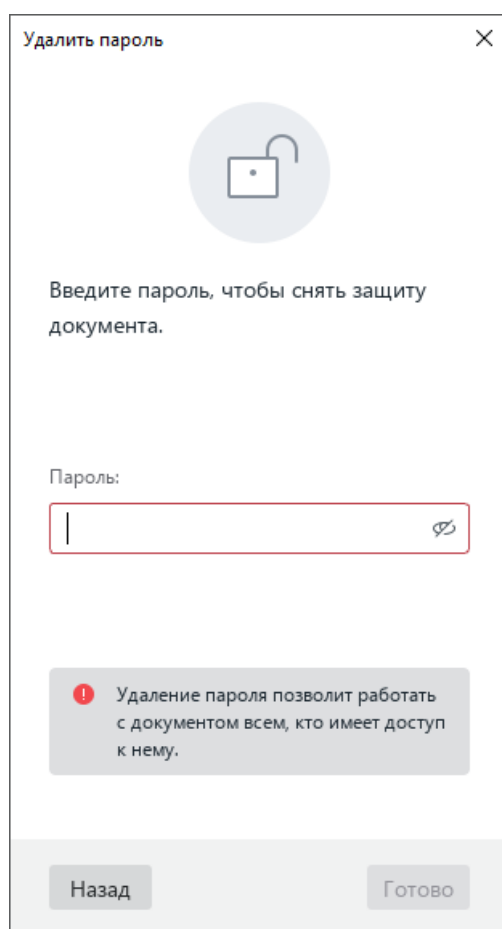 Удалить пароль
Введите пароль, чтобы снять защиту
документа.
Пароль:
Удаление пароля позволит работать
с документом всем, кто имеет доступ
к нему.
Назад
Готово